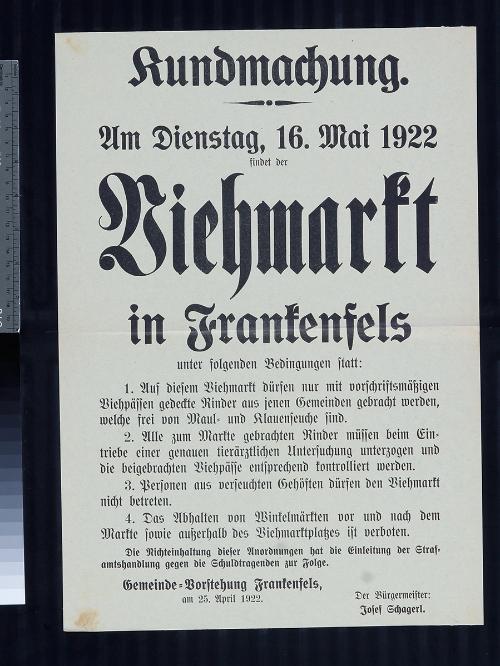 Kundmachung.
Am Dienstag, 16. Mai 1922
findet der
Viehmarkt
in Frankenfels
unter folgenden Bedingungen statt:
1. Auf diesem Viehmarkt dürfen nur mit vorschriftsmäßigen
Viehpässen gedeckte Rinder aus jenen Gemeinden gebracht werden,
welche frei von Maul- und Klauenseuche sind.
2. Alle zum Markte gebrachten Rinder müssen beim Ein-
triebe einer genauen tierärztlichen Untersuchung unterzogen und
die beigebrachten Viehpässe entsprechend kontrolliert werden.
3. Personen aus verseuchten Gehöften dürfen den Viehmarkt
nicht betreten.
4. Das Abhalten von Winkelmärkten vor und nach dem
Markte sowie außerhalb des Viehmarktplatzes ist verboten.
Die Nichteinhaltung dieser Anordnungen hat die Einleitung der Straf-
amtshandlung gegen die Schuldtragenden zur Folge.
Gemeinde-Vorstehung Frankenfels,
am 25. April 1922.
Der Bürgermeister:
Josef Schagerl.